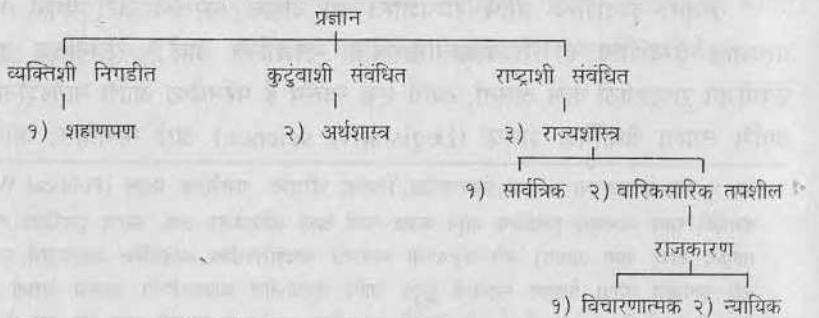 प्रज्ञान
व्यक्तिशी निगडीत कुटुबाशी संवंधित राष्ट्राशी संवंधित
१) शहाणपण २) अर्थशास्त्र ३) राज्यशास्त्र
१) सार्वत्रिक २) वारिकसारिक तपशील
राजकारण
१) विचारणात्मक २) न्यायिक